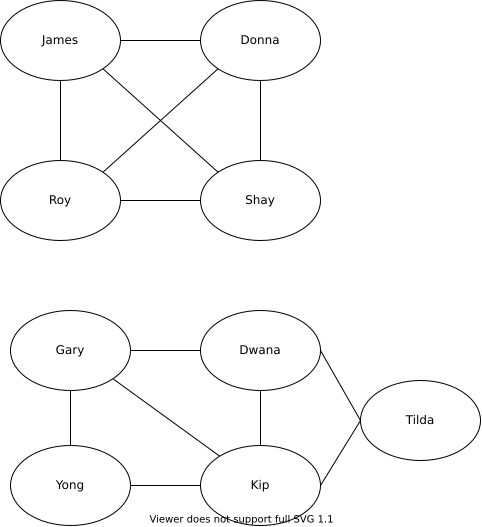 James
Donna
Roy
Shay
Gary
Dwana
Tilda
Yong
Kip
Viewer does not support full SVG 1.1